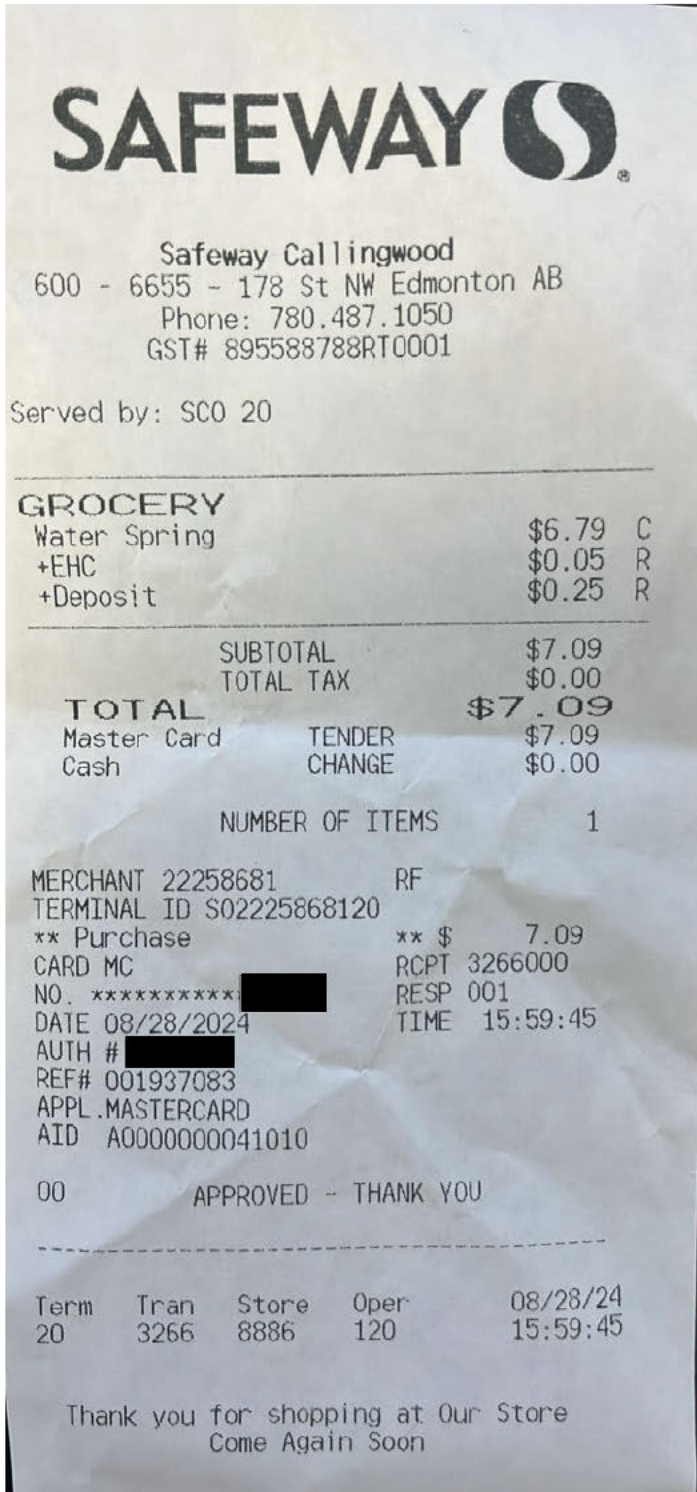 SAFEWAY
Safeway Callingwood
600 - 6655 - 178 St NW Edmonton AB
Phone: 780.487.1050
GST# 895588788RT0001
Served by: SCO 20
GROCERY
Water Spring $6.79 C
+EHC $0.05 R
+Deposit $0.25 R
SUBTOTAL $7.09
TOTAL TAX $0.00
TOTAL $7.09
Master Card TENDER $7.09
Cash CHANGE $0.00
NUMBER OF ITEMS 1
MERCHANT 22258681 RF
TERMINAL ID S02225868120
** Purchase ** $ 7.09
CARD MC RCPT 3266000
NO. *********** RESP 001
DATE 08/28/2024 TIME 15:59:45
AUTH #
REF# 001937083
APPL.MASTERCARD
AID A0000000041010
00 APPROVED - THANK YOU
Term Tran Store Oper 08/28/24
20 3266 8886 120 15:59:45
Thank you for shopping at Our Store
Come Again Soon